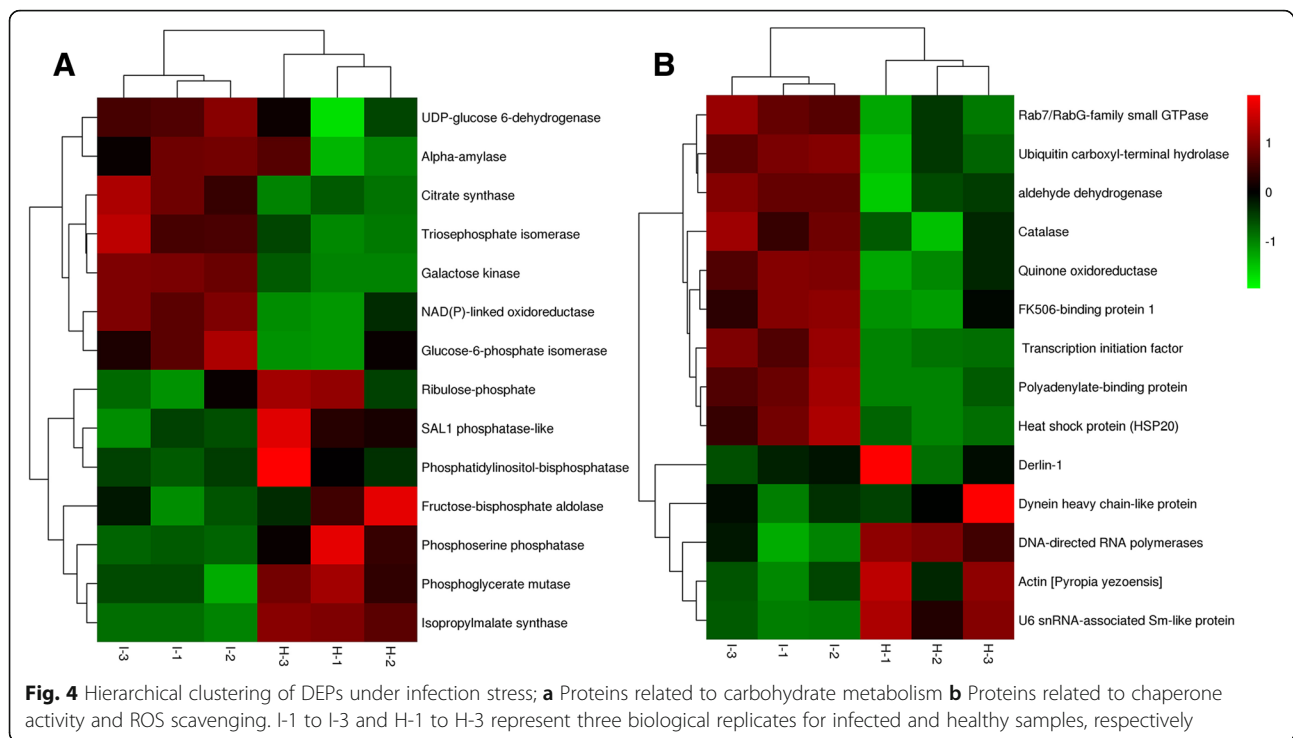 A
UDP-glucose 6-dehydrogenase
Alpha-amylase
Citrate synthase
Triosephosphate isomerase
Galactose kinase
NAD(P)-linked oxidoreductase
Glucose-6-phosphate isomerase
Ribulose-phosphate
SAL1 phosphatase-like
Phosphatidylinositol-bisphosphatase
Fructose-bisphosphate aldolase
Phosphoserine phosphatase
Phosphoglycerate mutase
Isopropylmalate synthase
I-3 I-1 I-2 H-3 H-1 H-2
B
Rab7/RabG-family small GTPase
Ubiquitin carboxyl-terminal hydrolase
aldehyde dehydrogenase
Catalase
Quinone oxidoreductase
FK506-binding protein 1
Transcription initiation factor
Polyadenylate-binding protein
Heat shock protein (HSP20)
Derlin-1
Dynein heavy chain-like protein
DNA-directed RNA polymerases
Actin [Pyropia yezoensis]
U6 snRNA-associated Sm-like protein
I-3 I-1 I-2 H-1 H-2 H-3
1
0
-1
Fig. 4 Hierarchical clustering of DEPs under infection stress; a Proteins related to carbohydrate metabolism b Proteins related to chaperone
activity and ROS scavenging. I-1 to I-3 and H-1 to H-3 represent three biological replicates for infected and healthy samples, respectively